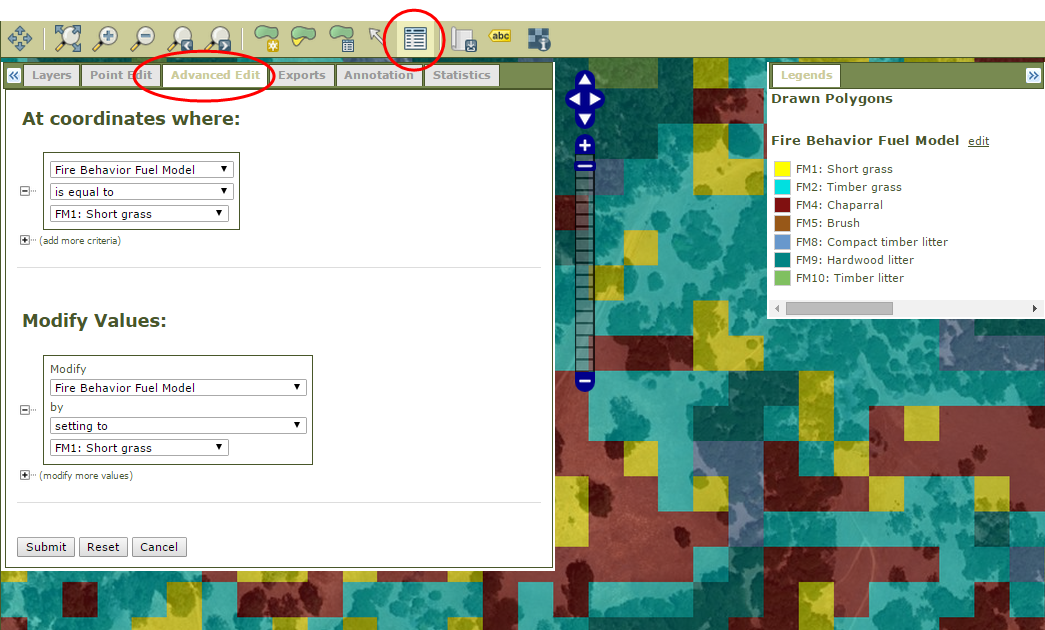 abc
Layers
Point Edit
Advanced Edit
Exports
Annotation
Statistics
At coordinates where:
Fire Behavior Fuel Model
is equal to
FM1: Short grass
(add more criteria)
Modify Values:
Modify
Fire Behavior Fuel Model
by
setting to
FM1: Short grass
(modify more values)
Submit
Reset
Cancel
Legends
Drawn Polygons
Fire Behavior Fuel Model edit
FM1: Short grass
FM2: Timber grass
FM4: Chaparral
FM5: Brush
FM8: Compact timber litter
FM9: Hardwood litter
FM10: Timber litter